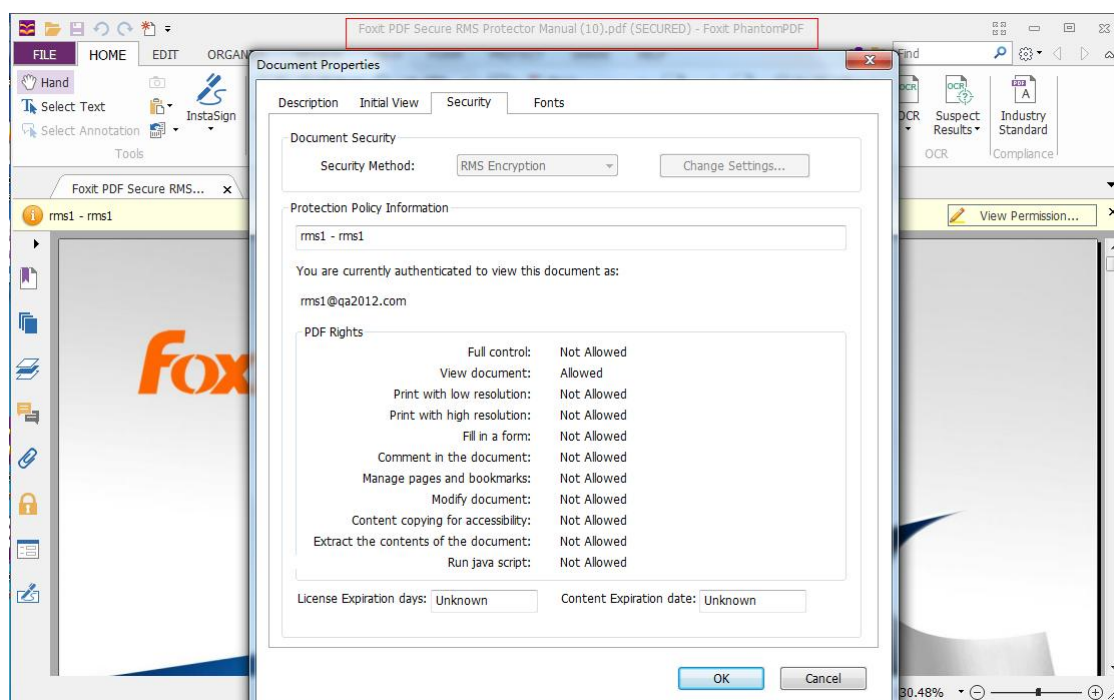 Foxit PDF Secure RMS Protector Manual (10).pdf (SECURED) - Foxit PhantomPDF
FILE HOME EDIT ORGAN Find
Hand
Select Text
Select Annotation
InstaSign
Tools
OCR
Suspect Results
Industry Standard
OCR Compliance
Foxit PDF Secure RMS... x
rms1 - rms1 View Permission...
Document Properties
Description Initial View Security Fonts
Document Security
Security Method: RMS Encryption Change Settings...
Protection Policy Information
rms1 - rms1
You are currently authenticated to view this document as:
rms1@qa2012.com
PDF Rights
Full control: Not Allowed
View document: Allowed
Print with low resolution: Not Allowed
Print with high resolution: Not Allowed
Fill in a form: Not Allowed
Comment in the document: Not Allowed
Manage pages and bookmarks: Not Allowed
Modify document: Not Allowed
Content copying for accessibility: Not Allowed
Extract the contents of the document: Not Allowed
Run java script: Not Allowed
License Expiration days: Unknown Content Expiration date: Unknown
OK Cancel
Fox
30.48%